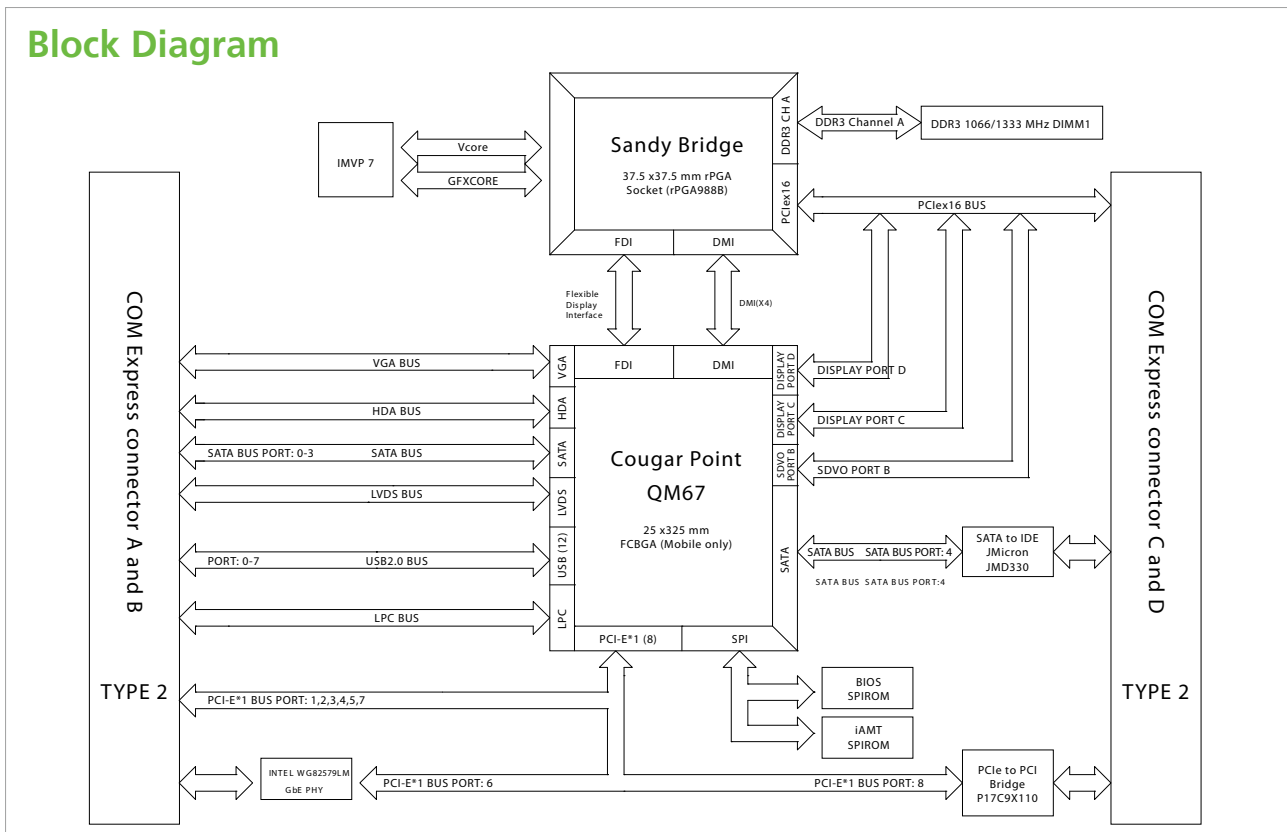 Block Diagram
IMVP 7
Vcore
GFXCORE
Sandy Bridge
37.5 x37.5 mm rPGA
Socket (rPGA988B)
DDR3 CH A
PCIex16
FDI
DMI
DDR3 Channel A
DDR3 1066/1333 MHz DIMM1
PCIex16 BUS
Flexible
Display
Interface
DMI(X4)
COM Express connector A and B
TYPE 2
VGA BUS
HDA BUS
SATA BUS PORT: 0-3
SATA BUS
LVDS BUS
PORT: 0-7
USB2.0 BUS
LPC BUS
VGA
HDA
SATA
LVDS
USB (12)
LPC
FDI
DMI
Cougar Point
QM67
25 x325 mm
FCBGA (Mobile only)
PCI-E*1 (8)
SPI
DISPLAY
PORT D
DISPLAY
PORT C
SDVO
PORT B
SATA
DISPLAY PORT D
DISPLAY PORT C
SDVO PORT B
SATA BUS
SATA BUS PORT: 4
SATA BUS SATA BUS PORT:4
SATA to IDE
JMicron
JMD330
COM Express connector C and D
TYPE 2
PCI-E*1 BUS PORT: 1,2,3,4,5,7
BIOS
SPIROM
iAMT
SPIROM
INTEL WG82579LM
GbE PHY
PCI-E*1 BUS PORT: 6
PCI-E*1 BUS PORT: 8
PCIe to PCI
Bridge
P17C9X110